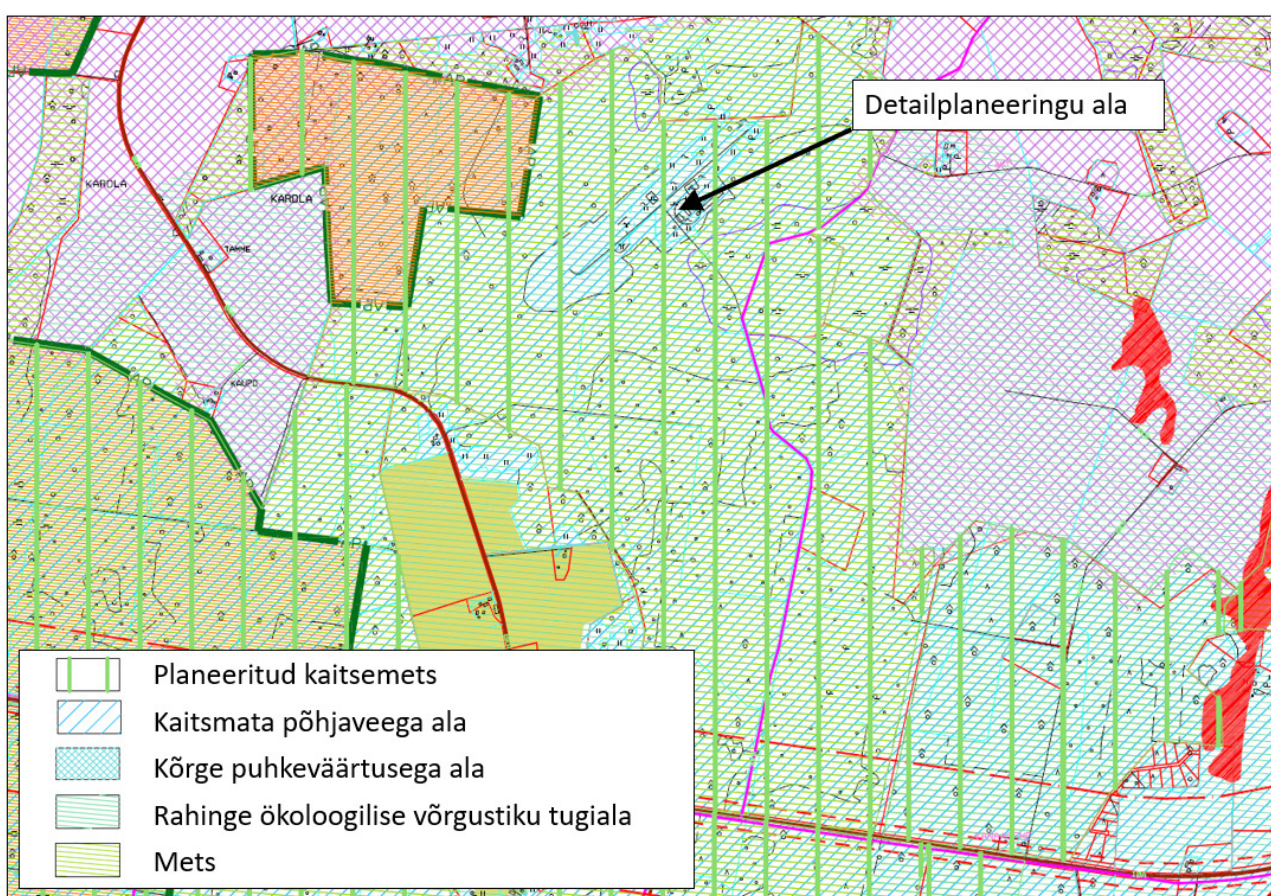 Detailplaneeringu ala
KAROLA
KAROLA
TAMME
KAUPO
Planeeritud kaitsemets
Kaitsmata põhjaveega ala
Kõrge puhkeväärtusega ala
Rahinge ökoloogilise võrgustiku tugiala
Mets